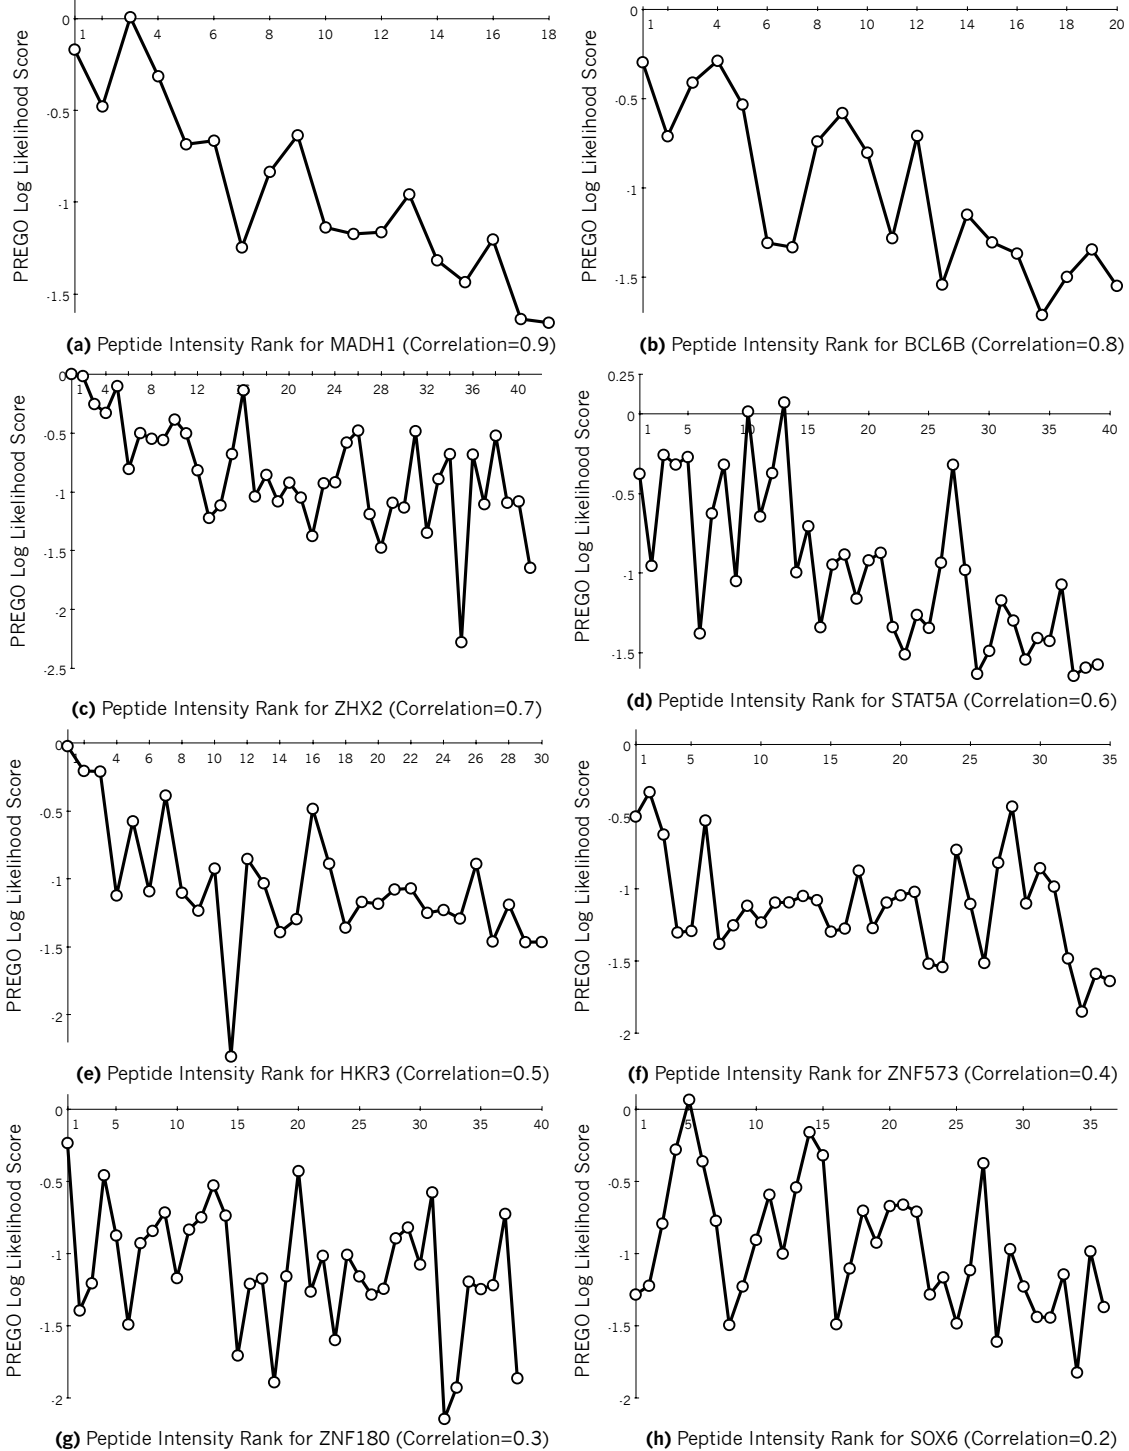 PREGO Log Likelihood Score
0
-0.5
-1
-1.5
1 4 6 8 10 12 14 16 18
(a) Peptide Intensity Rank for MADH1 (Correlation=0.9)
PREGO Log Likelihood Score
0
-0.5
-1
-1.5
1 4 6 8 10 12 14 16 18 20
(b) Peptide Intensity Rank for BCL6B (Correlation=0.8)
PREGO Log Likelihood Score
0
-0.5
-1
-1.5
-2
-2.5
1 4 8 12 16 22 26 32 36 40
(c) Peptide Intensity Rank for ZHX2 (Correlation=0.7)
PREGO Log Likelihood Score
0.25
0
-0.5
-1
-1.5
1 5 10 15 20 25 30 35 40
(d) Peptide Intensity Rank for STAT5A (Correlation=0.6)
PREGO Log Likelihood Score
0
-0.5
-1
-1.5
-2
1 4 6 8 10 12 14 16 18 20 22 24 26 28 30
(e) Peptide Intensity Rank for HKR3 (Correlation=0.5)
PREGO Log Likelihood Score
0
-0.5
-1
-1.5
-2
1 5 10 15 20 25 30 35
(f) Peptide Intensity Rank for ZNF573 (Correlation=0.4)
PREGO Log Likelihood Score
0
-0.5
-1
-1.5
-2
1 5 10 15 20 25 30 35 40
(g) Peptide Intensity Rank for ZNF180 (Correlation=0.3)
PREGO Log Likelihood Score
0
-0.5
-1
-1.5
-2
1 5 10 15 20 25 30 35
(h) Peptide Intensity Rank for SOX6 (Correlation=0.2)